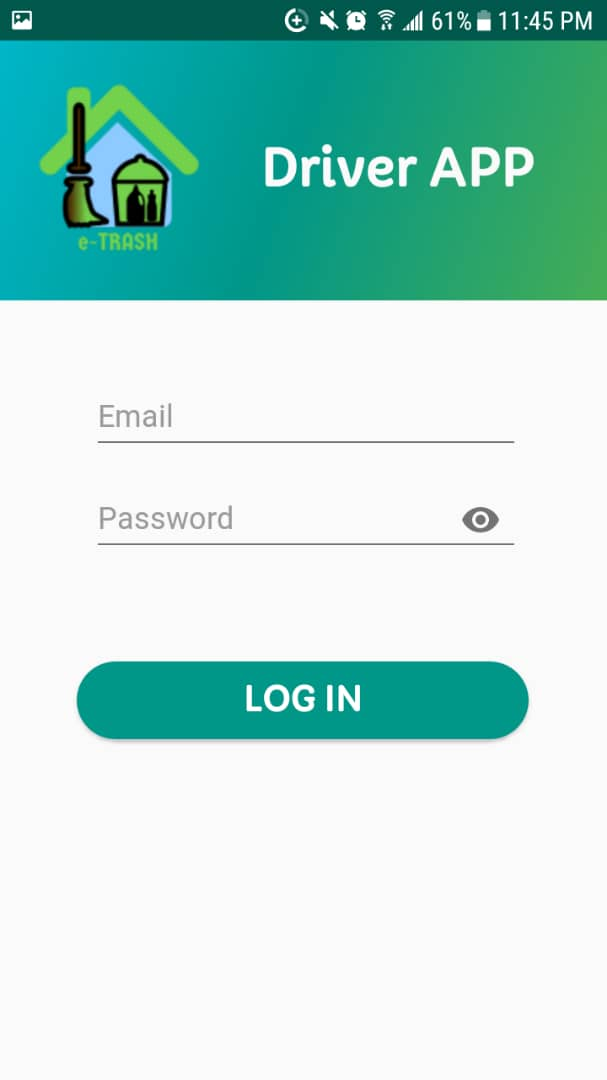 61% 11:45 PM
Driver APP
e-TRASH
Email
Password
LOG IN